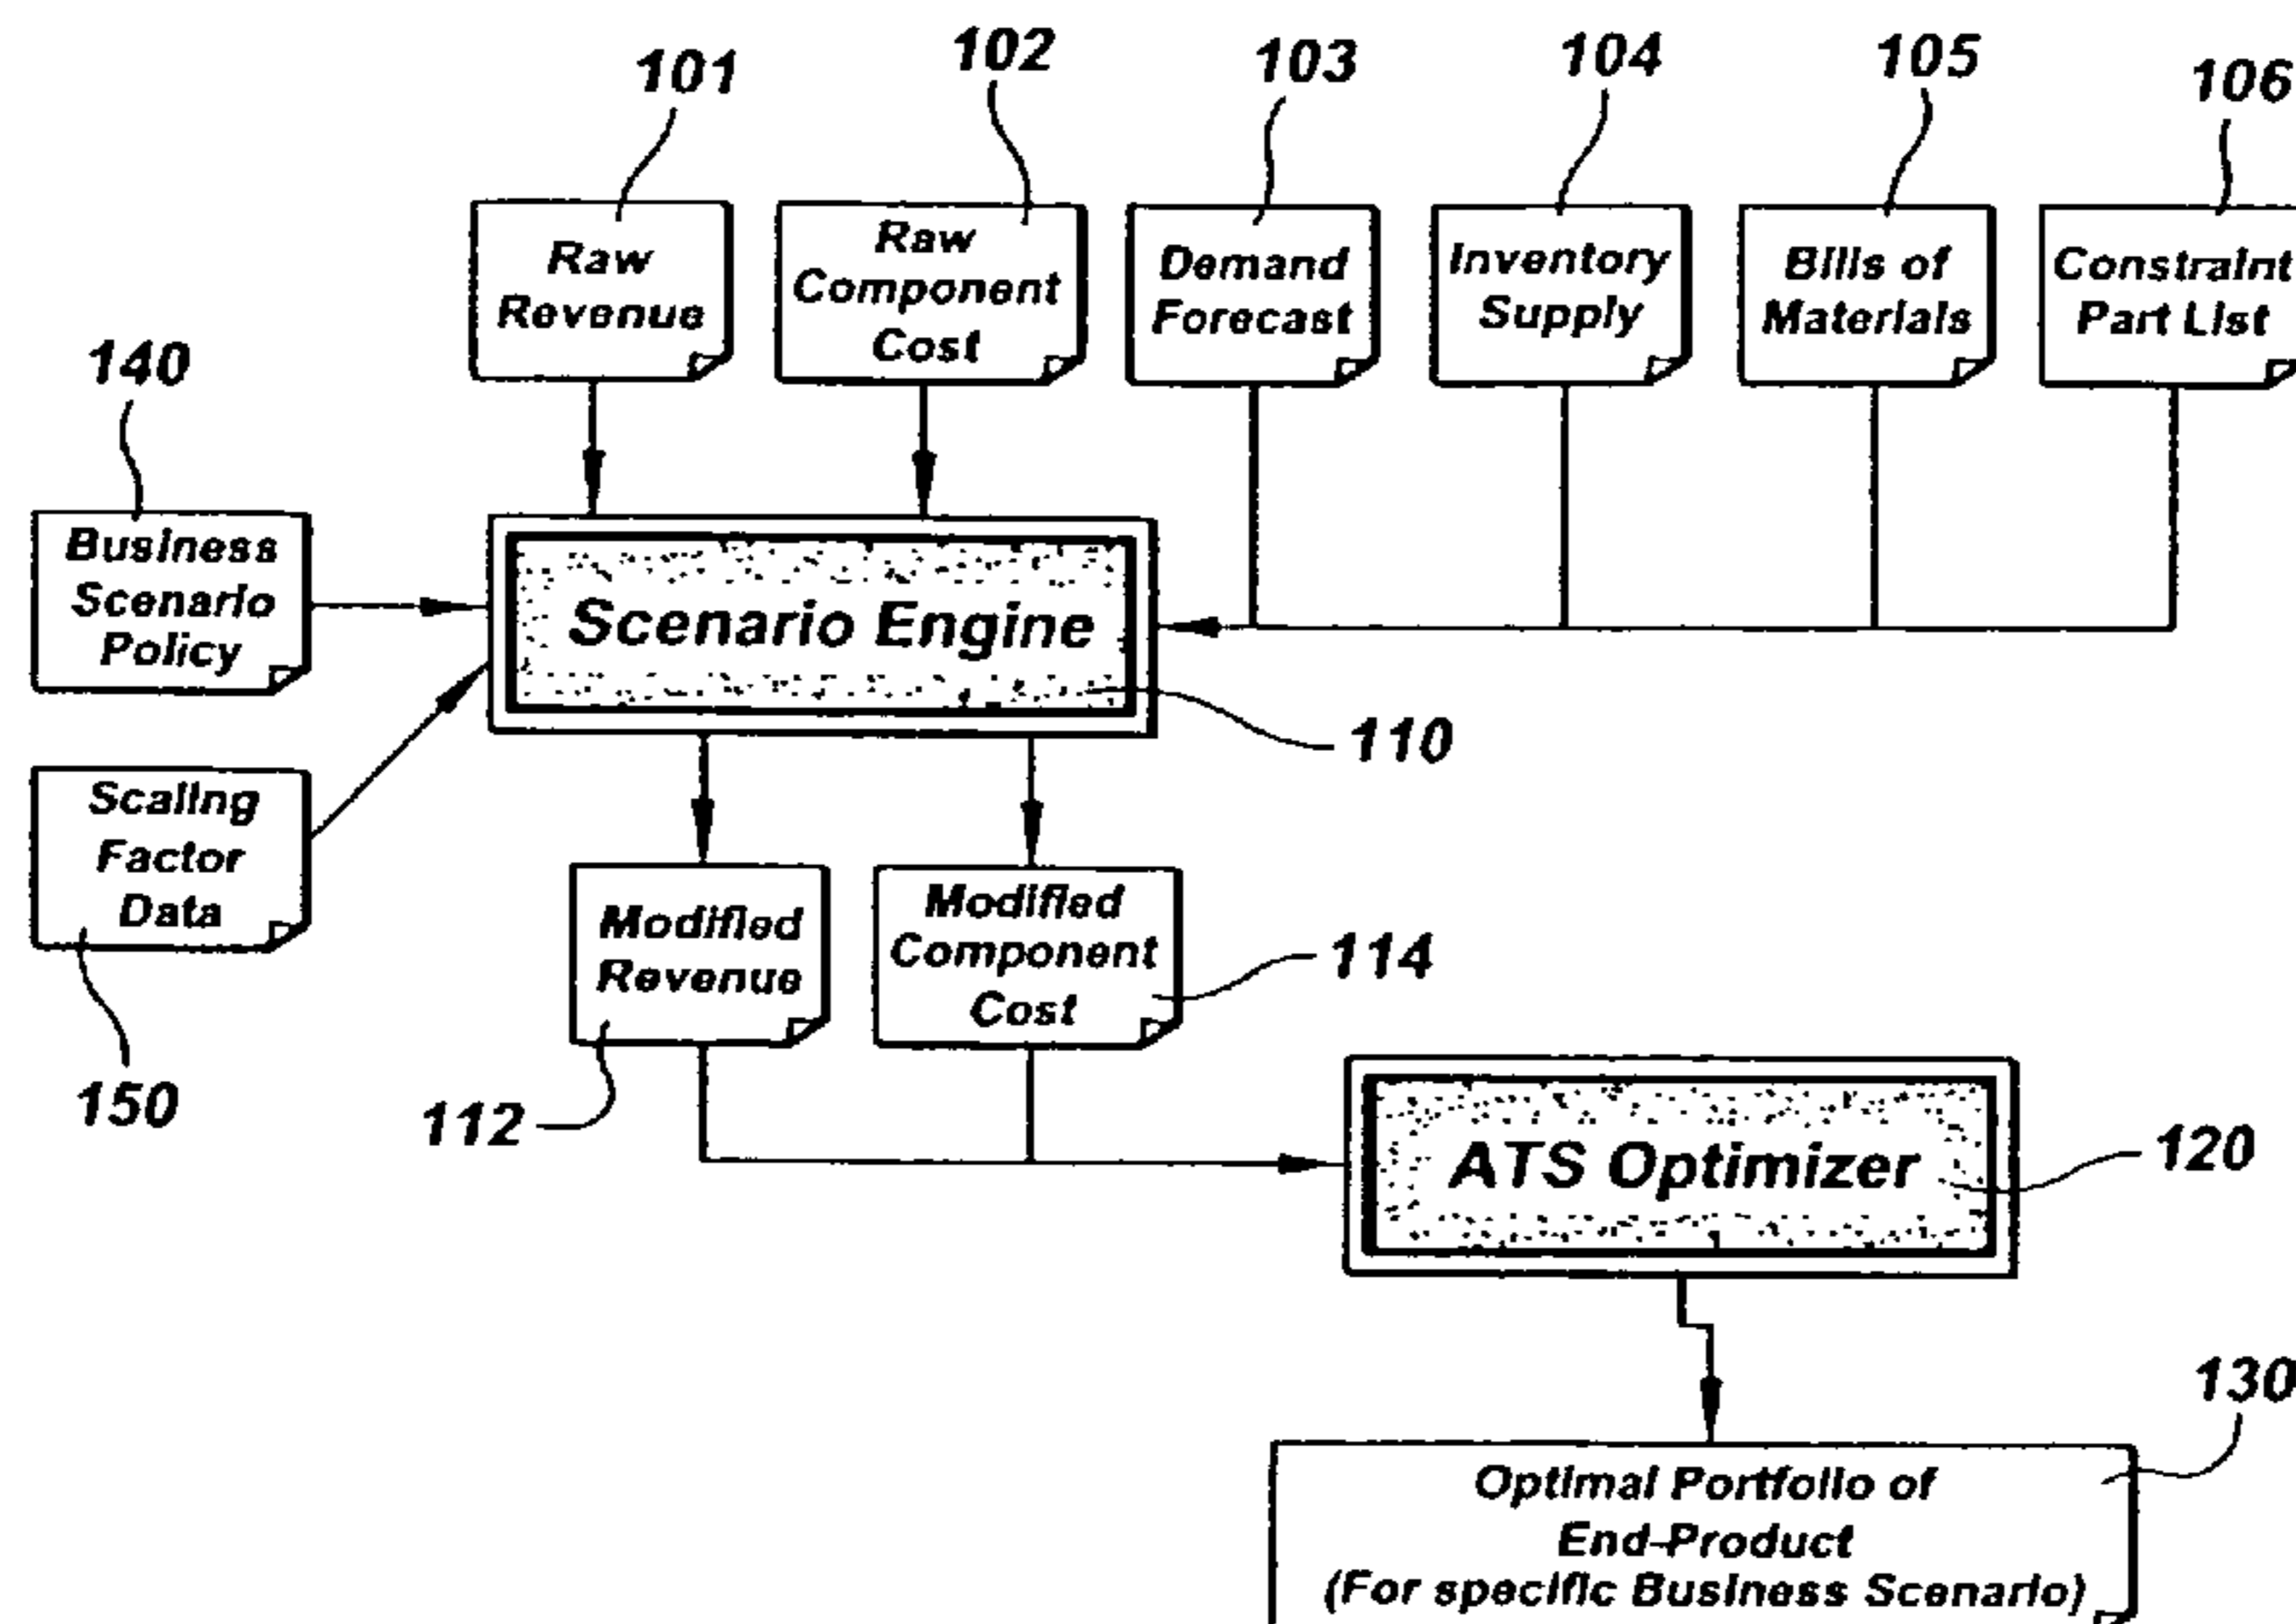 101
102
103
104
105
106
Raw
Revenue
Raw
Component
Cost
Demand
Forecast
Inventory
Supply
Bills of
Materials
Constraint
Part List
140
Business
Scenario
Policy
Scenario Engine
110
Scaling
Factor
Data
150
Modified
Revenue
112
Modified
Component
Cost
114
ATS Optimizer
120
130
Optimal Portfolio of
End-Product
(For specific Business Scenario)